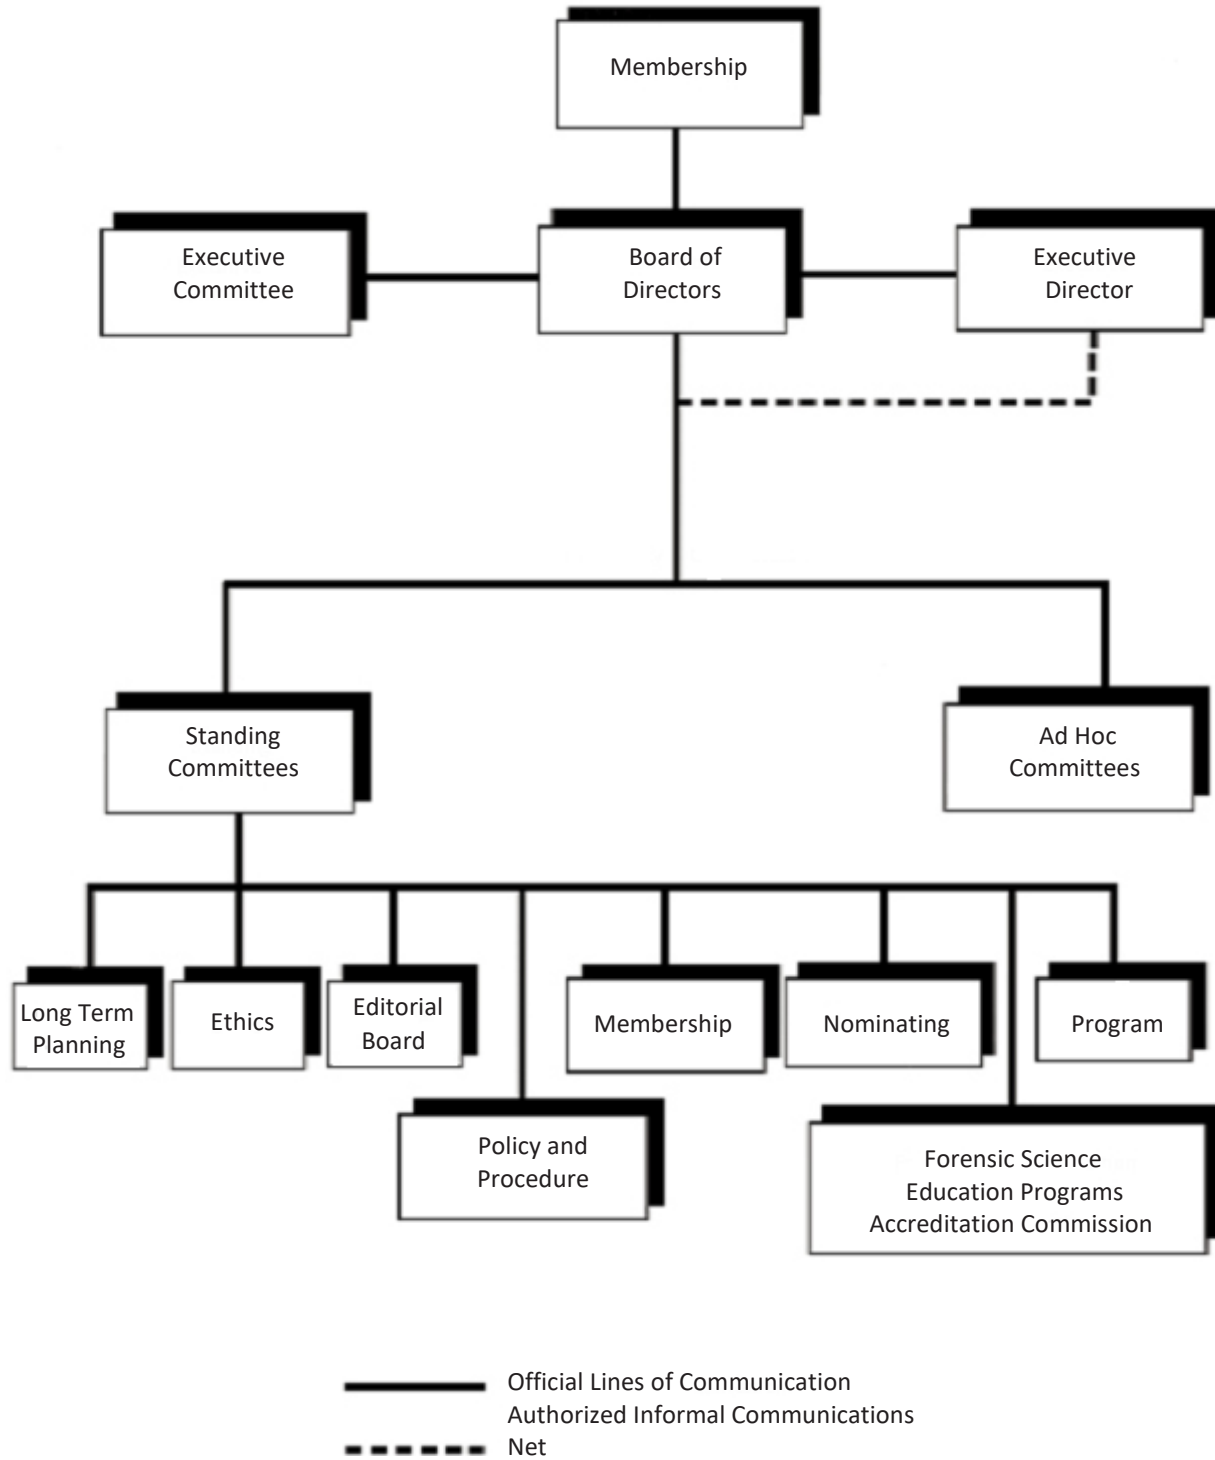 Membership
Executive
Committee
Board of
Directors
Executive
Director
Standing
Committees
Ad Hoc
Committees
Long Term
Planning
Ethics
Editorial
Board
Membership
Nominating
Program
Policy and
Procedure
Forensic Science
Education Programs
Accreditation Commission
Official Lines of Communication
Authorized Informal Communications
Net